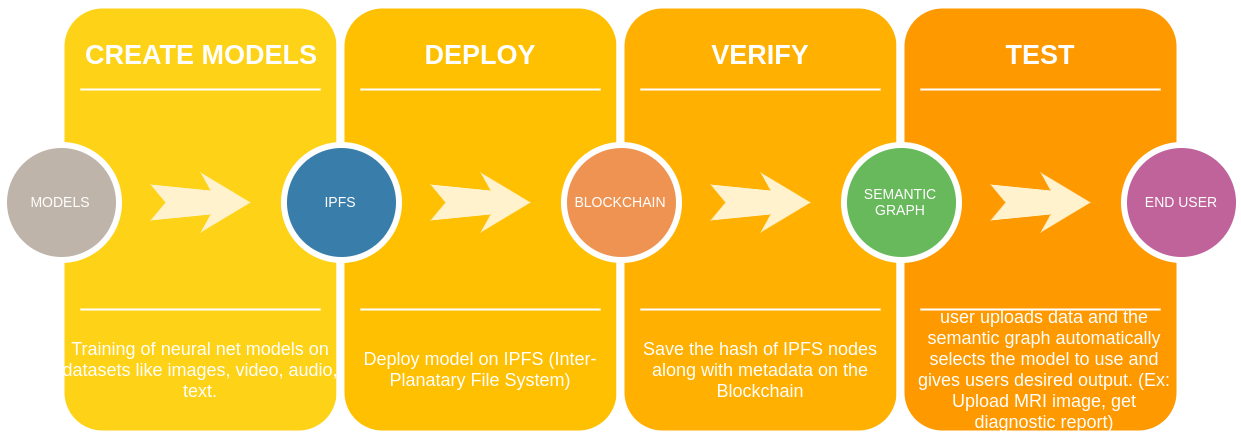 CREATE MODELS
DEPLOY
VERIFY
TEST
MODELS
IPFS
BLOCKCHAIN
SEMANTIC
GRAPH
END USER
Training of neural net models on
datasets like images, video, audio,
text.
Deploy model on IPFS (Inter-
Planatary File System)
Save the hash of IPFS nodes
along with metadata on the
Blockchain
user uploads data and the
semantic graph automatically
selects the model to use and
gives users desired output. (Ex:
Upload MRI image, get
diagnostic report)